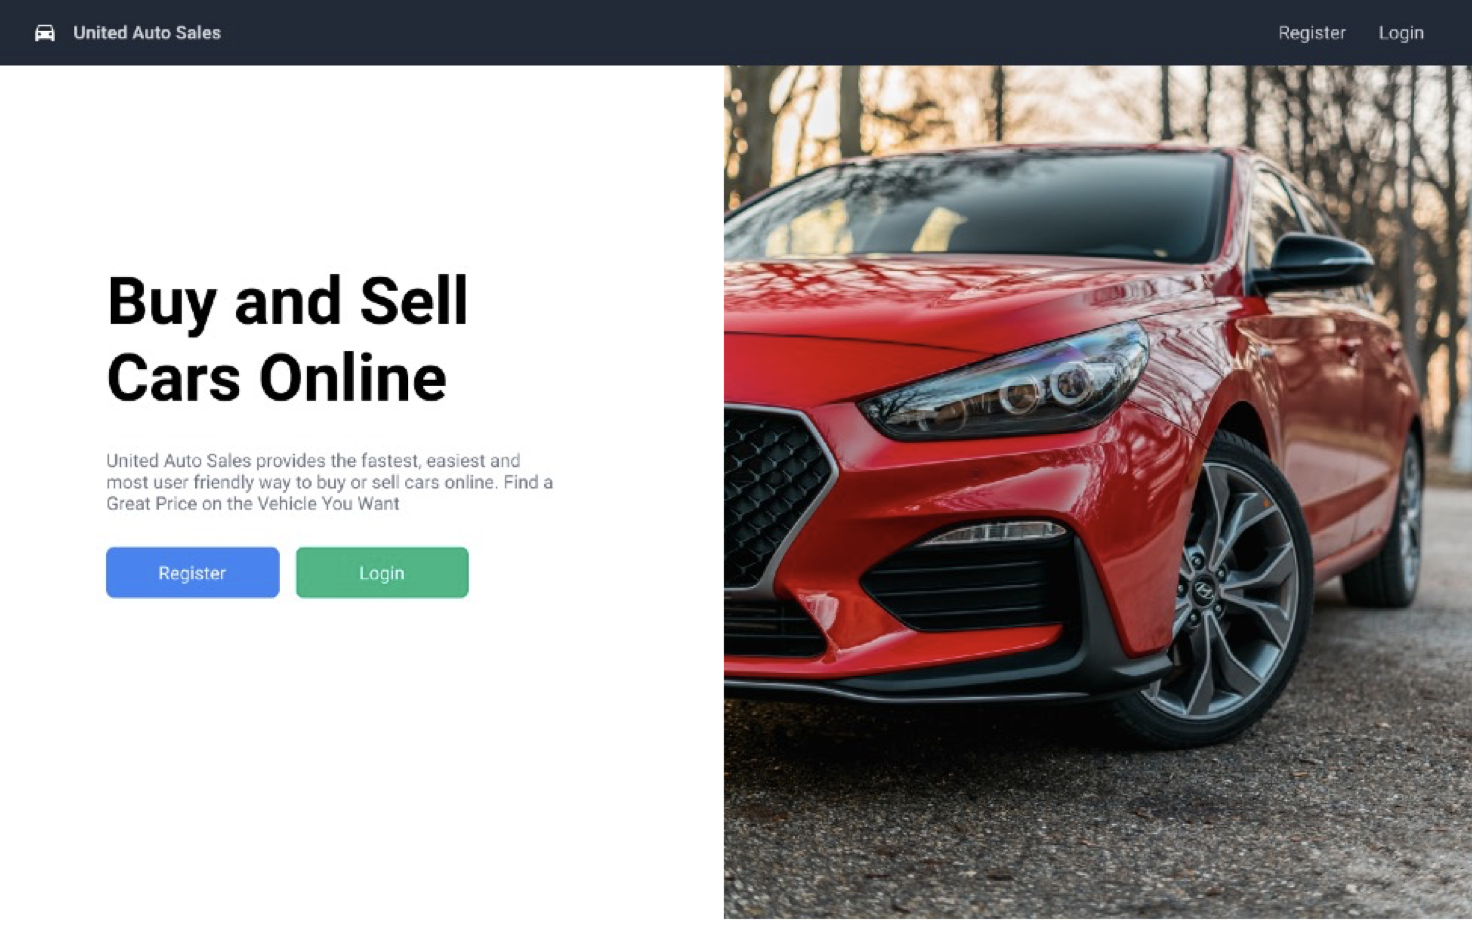 United Auto Sales
Register
Login
Buy and Sell
Cars Online
United Auto Sales provides the fastest, easiest and
most user friendly way to buy or sell cars online. Find a
Great Price on the Vehicle You Want
Register
Login